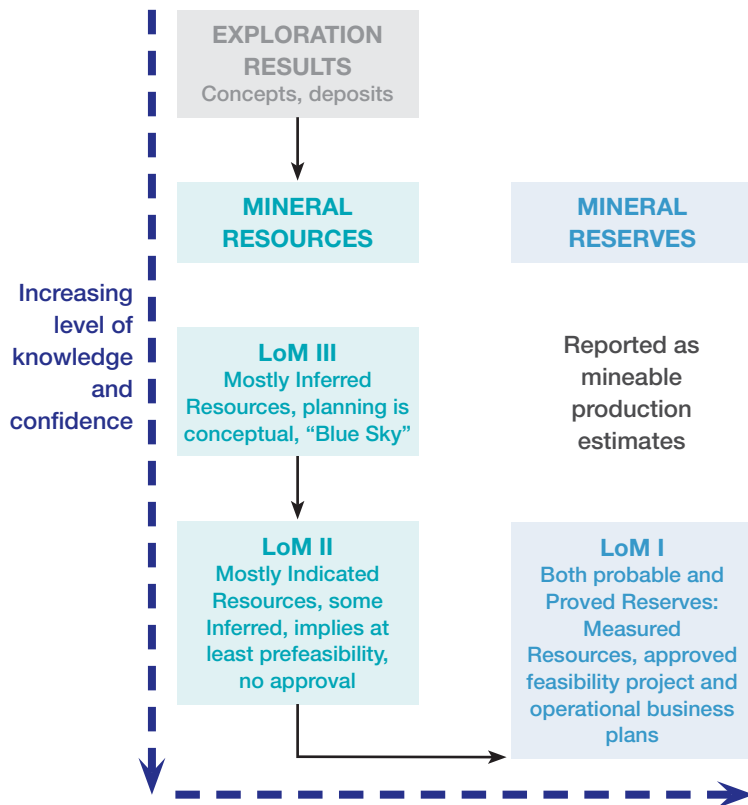 EXPLORATION
RESULTS
Concepts, deposits
MINERAL
RESOURCES
MINERAL
RESERVES
Increasing
level of
knowledge
and
confidence
LoM III
Mostly Inferred
Resources, planning is
conceptual, “Blue Sky”
Reported as
mineable
production
estimates
LoM II
Mostly Indicated
Resources, some
Inferred, implies at
least prefeasibility,
no approval
LoM I
Both probable and
Proved Reserves:
Measured
Resources, approved
feasibility project and
operational business
plans